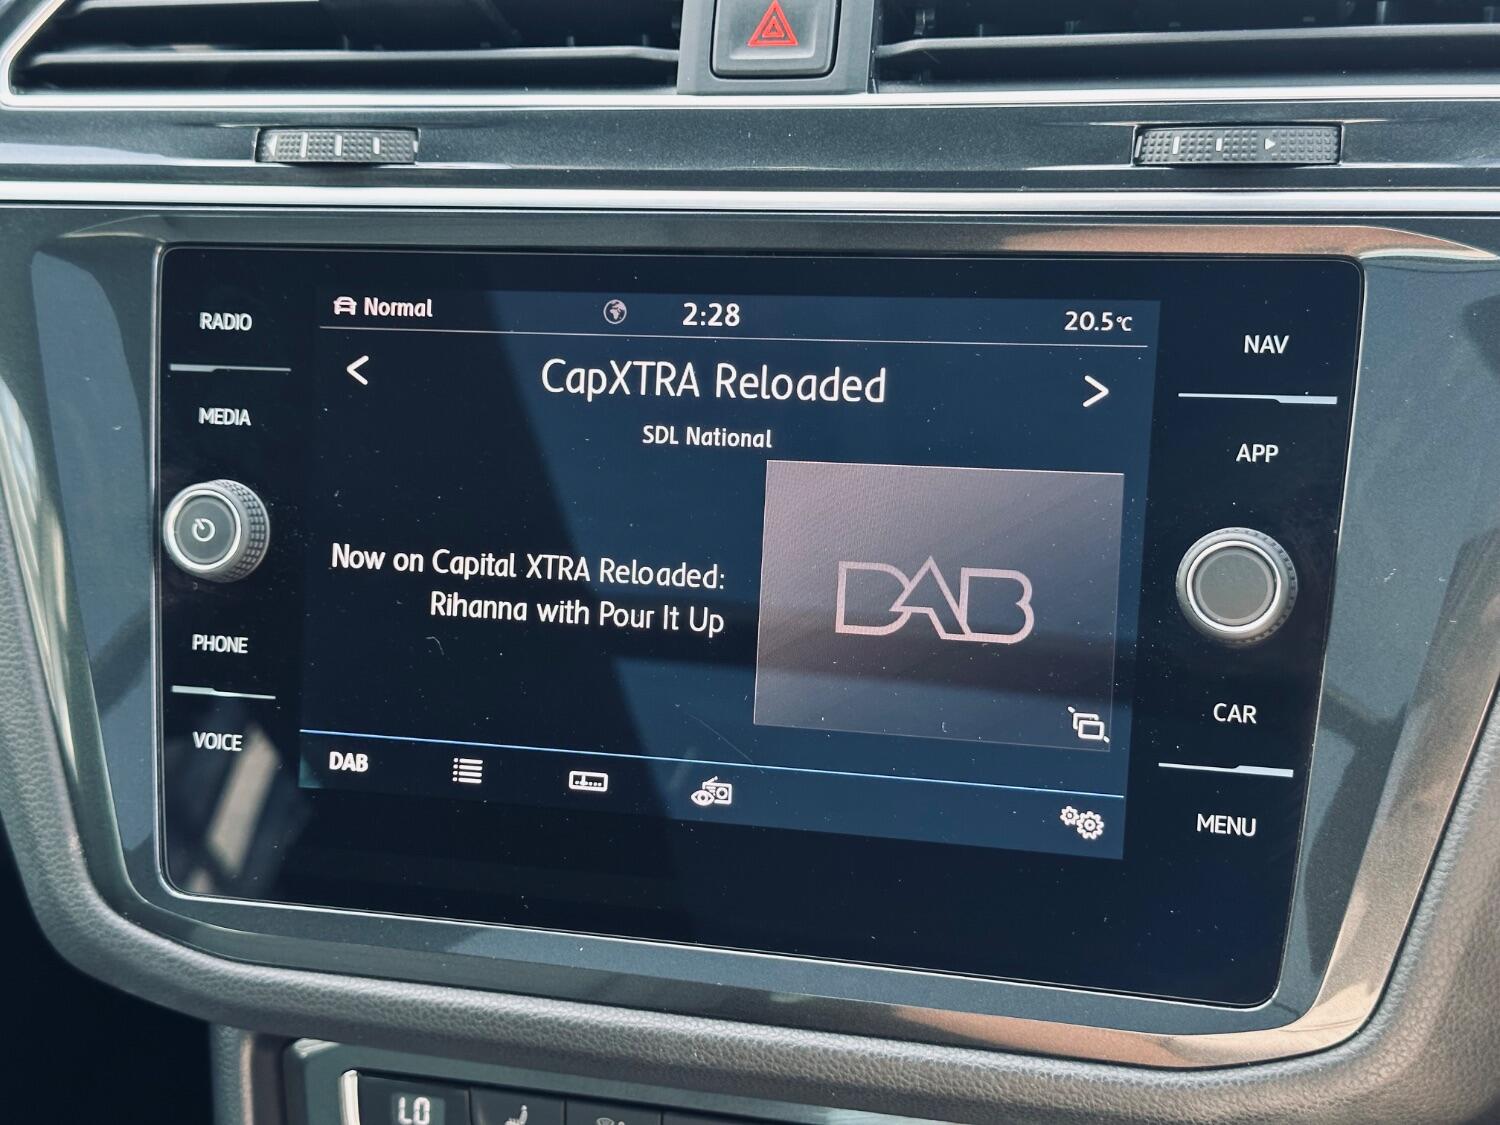 RADIO
MEDIA
PHONE
VOICE
Normal
2:28
20.5°C
CapXTRA Reloaded
SDL National
Now on Capital XTRA Reloaded:
Rihanna with Pour It Up
DAB
DAB
NAV
APP
CAR
MENU
LO